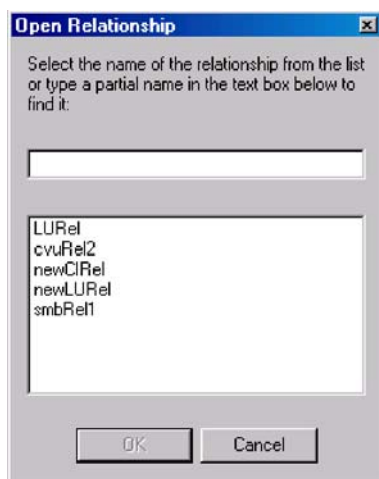 Open Relationship
Select the name of the relationship from the list
or type a partial name in the text box below to
find it:
LURel
cvuRel2
newClRel
newLURel
smbRel1
OK
Cancel